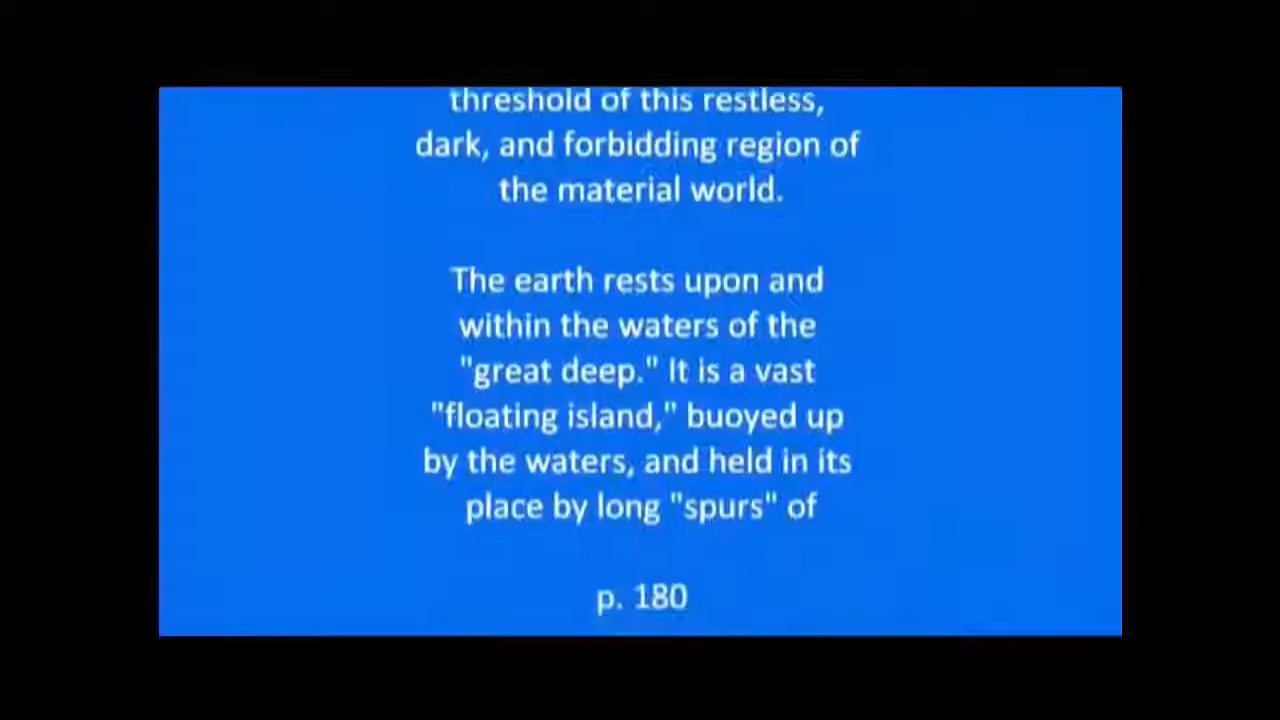 threshold of this restless,
dark, and forbidding region of
the material world.
The earth rests upon and
within the waters of the
"great deep." It is a vast
"floating island," buoyed up
by the waters, and held in its
place by long "spurs" of
p. 180